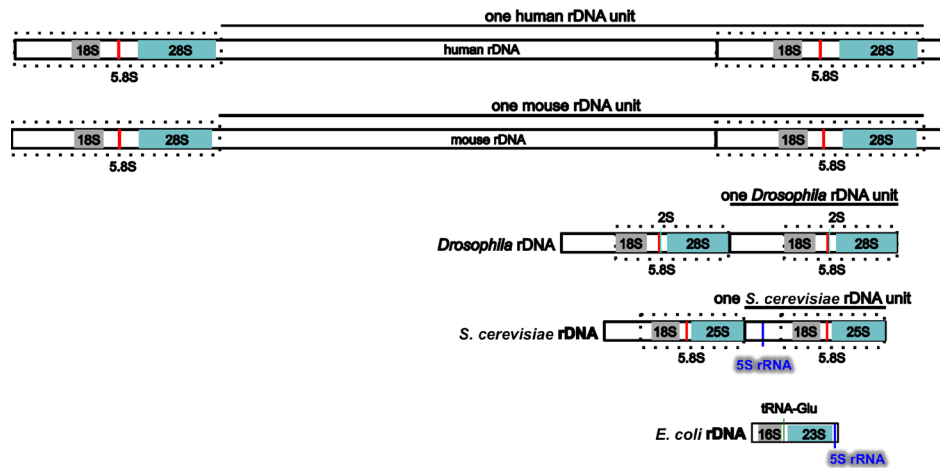 one human rDNA unit
18S 28S human rDNA 18S 28S
5.8S 5.8S
one mouse rDNA unit
18S 28S mouse rDNA 18S 28S
5.8S 5.8S
one Drosophila rDNA unit
2S 2S
Drosophila rDNA 18S 28S 18S 28S
5.8S 5.8S
one S. cerevisiae rDNA unit
S. cerevisiae rDNA 18S 25S 18S 25S
5.8S 5.8S
5S rRNA
tRNA-Glu
E. coli rDNA 16S 23S
5S rRNA